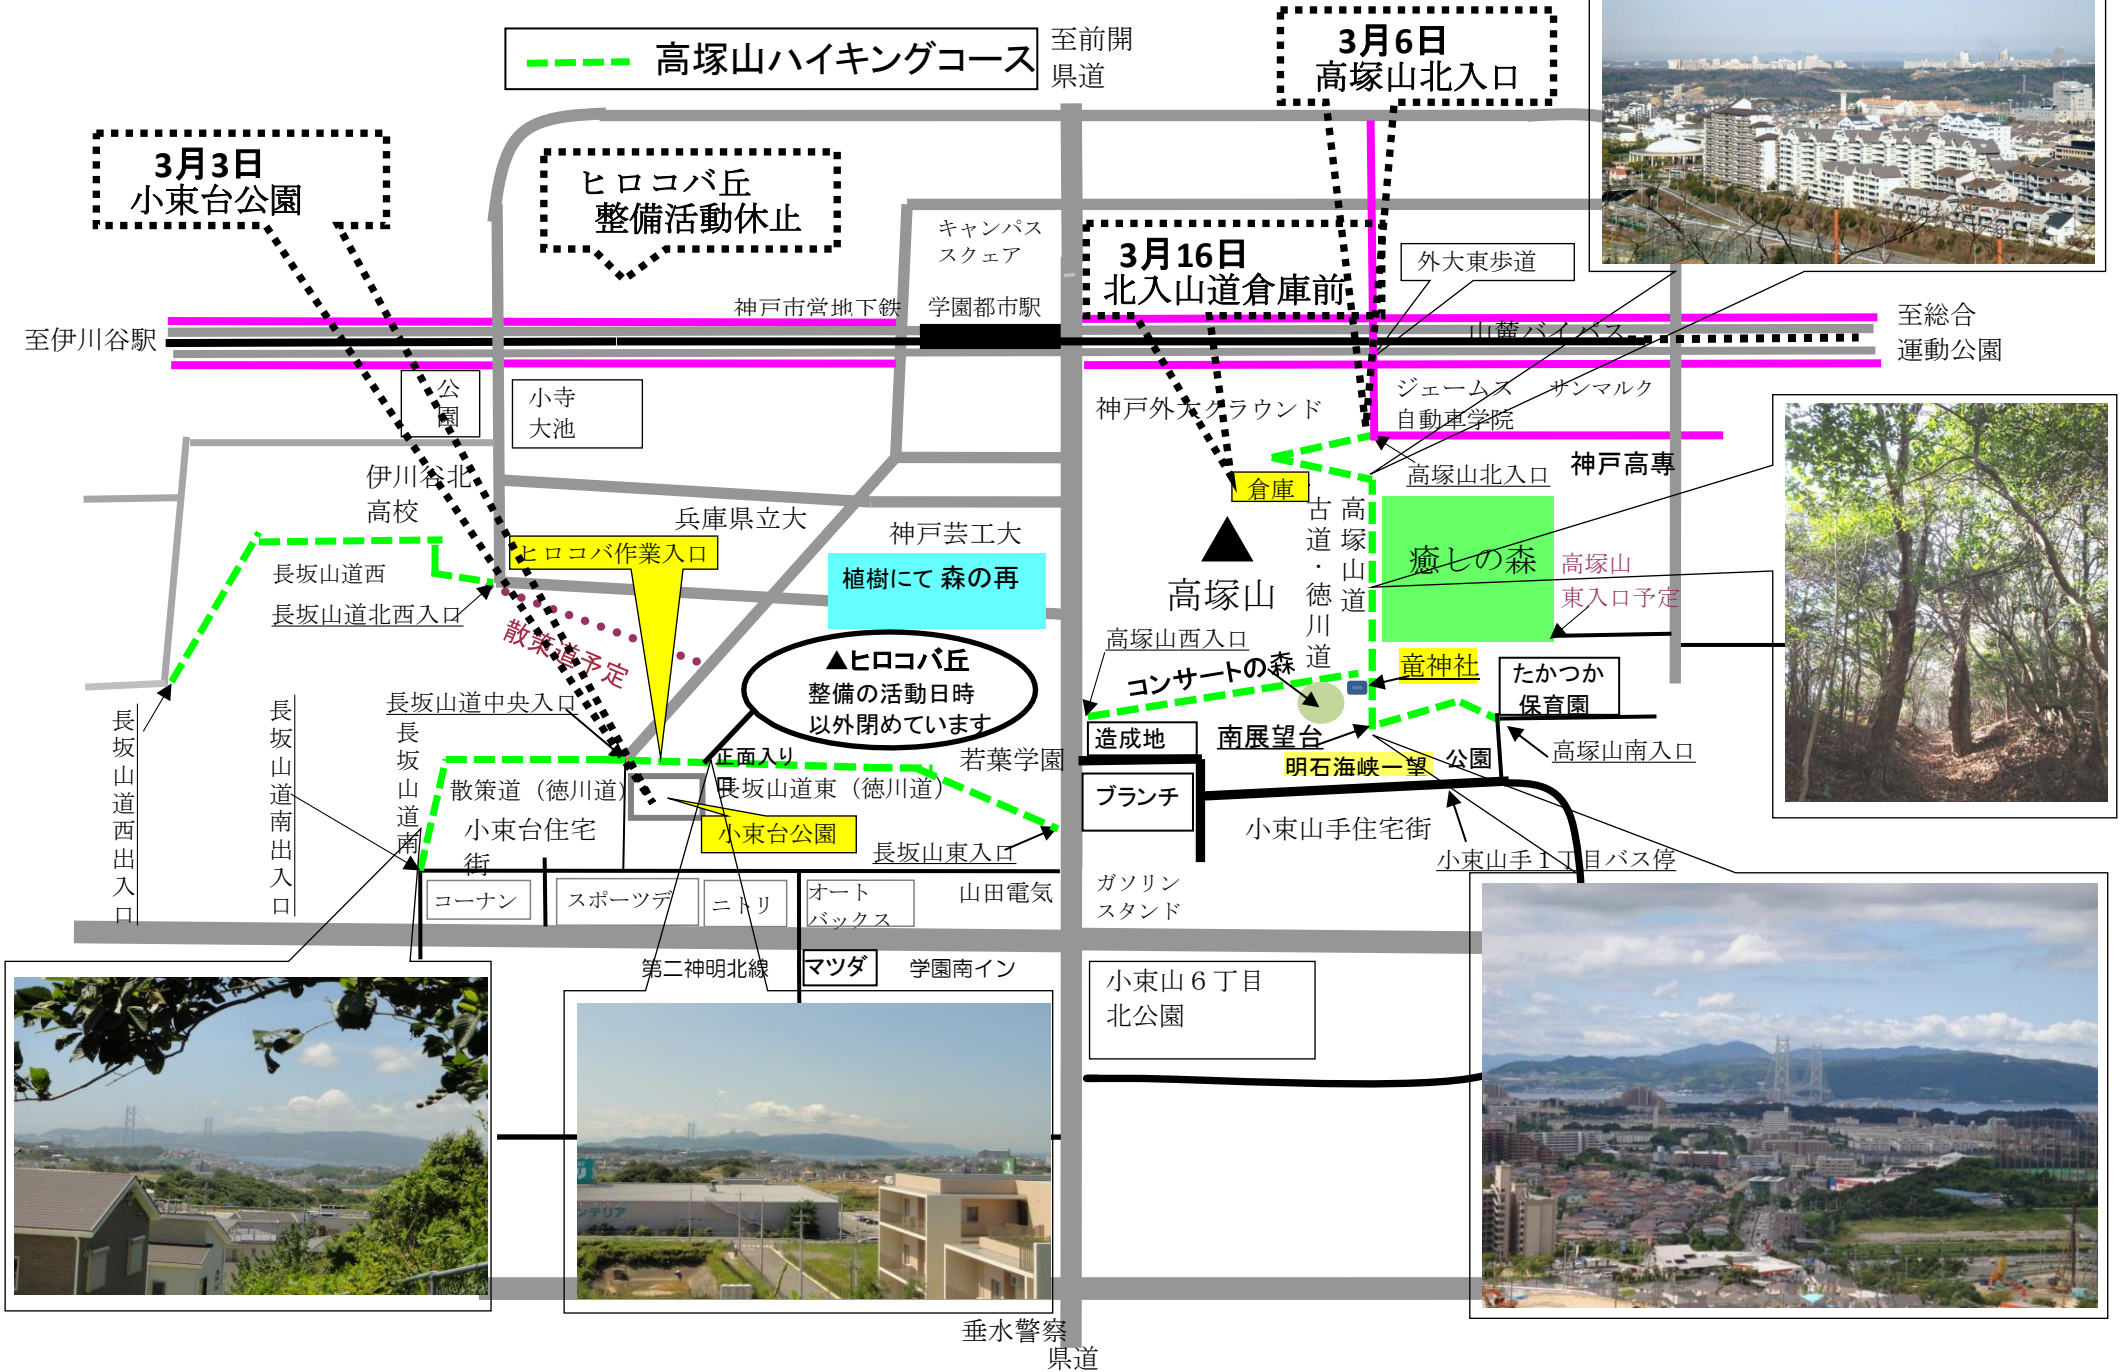 高塚山ハイキングコース
至前開
県道
3月6日
高塚山北入口
3月3日
小束台公園
ヒロコバ丘
整備活動休止
キャンパス
スクェア
3月16日
北入山道倉庫前
外大東歩道
神戸市営地下鉄
学園都市駅
至伊川谷駅
山麓バイパス
至総合
運動公園
公
園
小寺
大池
神戸外大グラウンド
ジェームス
自動車学院
サンマルク
伊川谷北
高校
高塚山北入口
神戸高専
倉庫
兵庫県立大
神戸芸工大
ヒロコバ作業入口
植樹にて 森の再
古道・徳川道
高塚山道
癒しの森
高塚山
東入口予定
高塚山
長坂山道西
長坂山道北西入口
散策道予定
高塚山西入口
コンサートの森
竜神社
たかつか
保育園
▲ヒロコバ丘
整備の活動日時
以外閉めています
長坂山道西出入口
長坂山道南出入口
長坂山道中央入口
長坂山道南
正面入り
口
若葉学園
造成地
南展望台
明石海峡一望
公園
高塚山南入口
散策道（徳川道）
長坂山道東（徳川道）
ブランチ
小束台住宅
街
小束台公園
長坂山東入口
小束山手住宅街
小束山手１丁目バス停
コーナン
スポーツデ
ニトリ
オート
バックス
山田電気
ガソリン
スタンド
第二神明北線
マツダ
学園南イン
小束山６丁目
北公園
ンテリア
垂水警察
県道